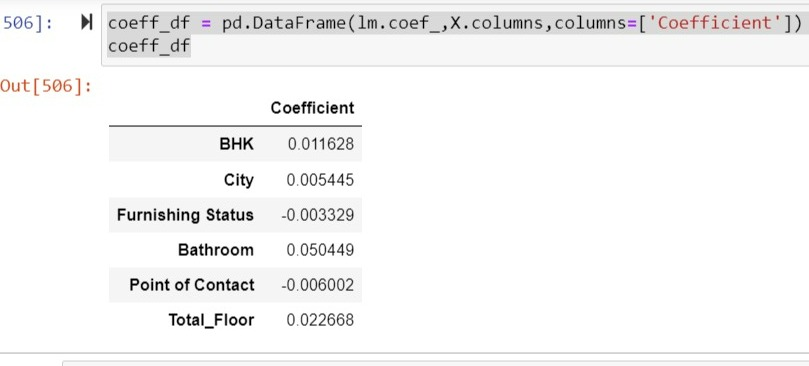 506]: coeff_df = pd.DataFrame(lm.coef_,X.columns,columns=['Coefficient'])
coeff_df
Out[506]:
Coefficient
BHK 0.011628
City 0.005445
Furnishing Status -0.003329
Bathroom 0.050449
Point of Contact -0.006002
Total_Floor 0.022668